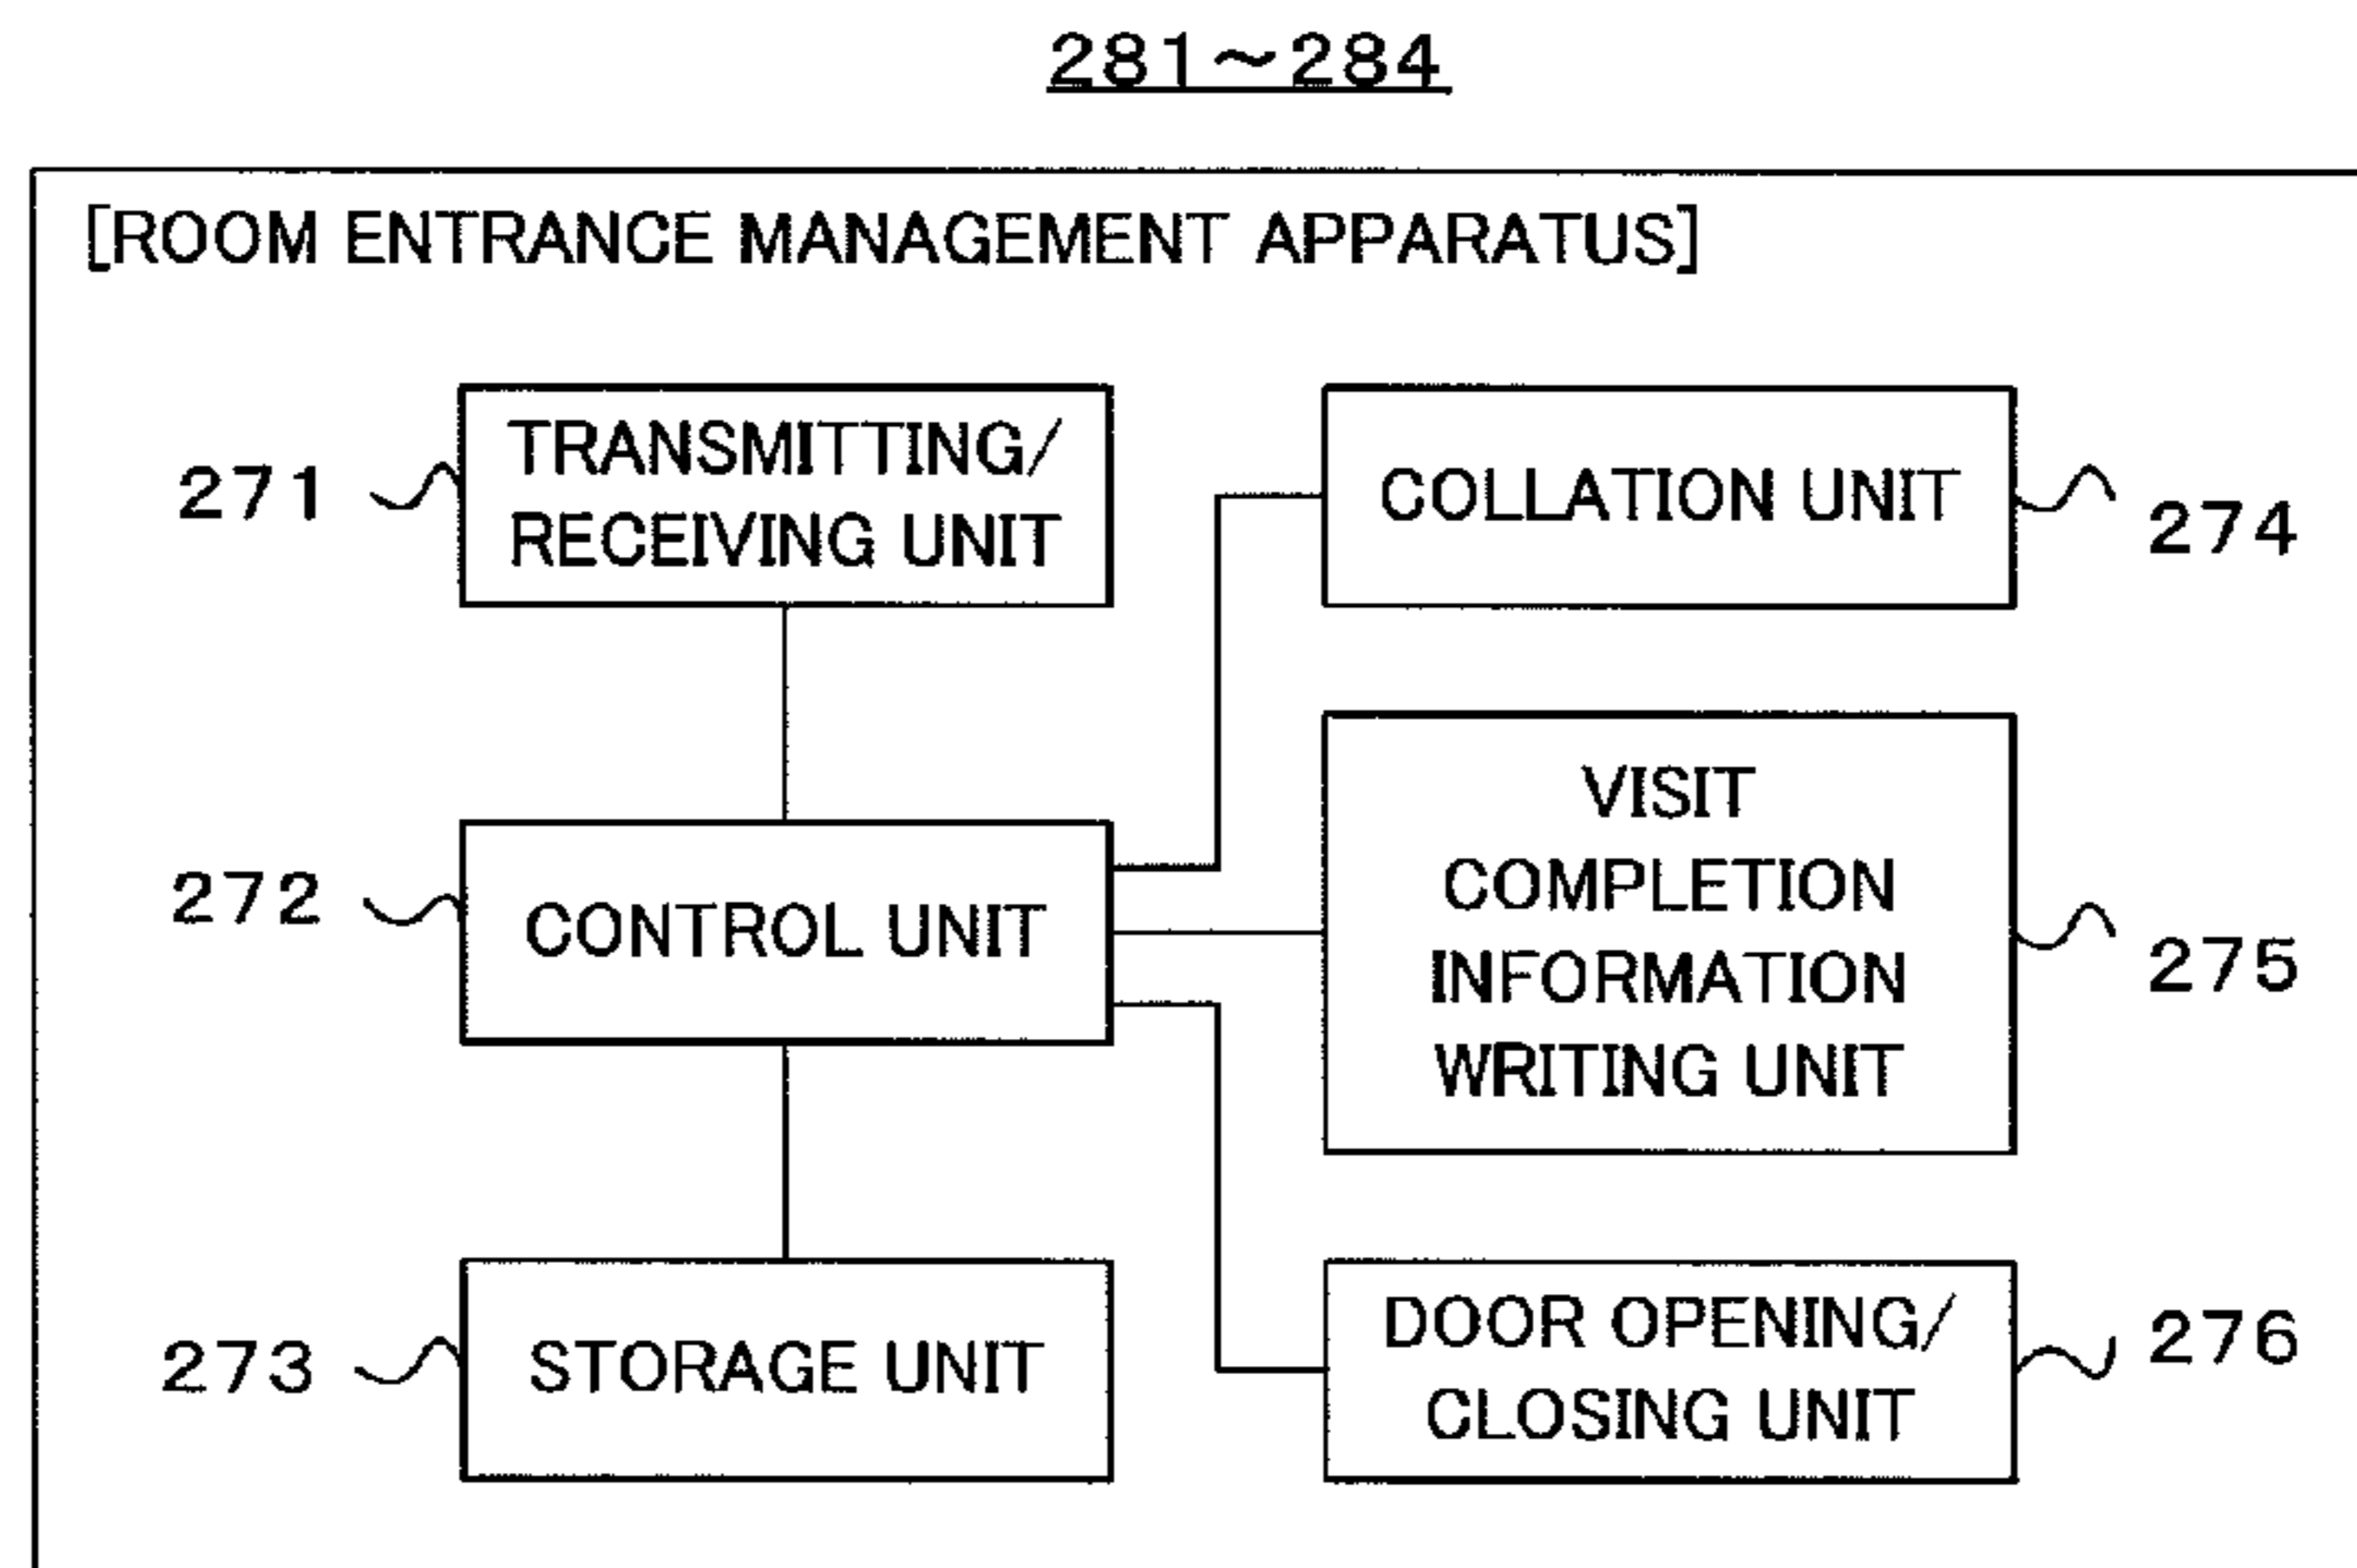 281~284
[ROOM ENTRANCE MANAGEMENT APPARATUS]
271
TRANSMITTING/
RECEIVING UNIT
COLLATION UNIT
274
272
CONTROL UNIT
VISIT
COMPLETION
INFORMATION
WRITING UNIT
275
273
STORAGE UNIT
DOOR OPENING/
CLOSING UNIT
276